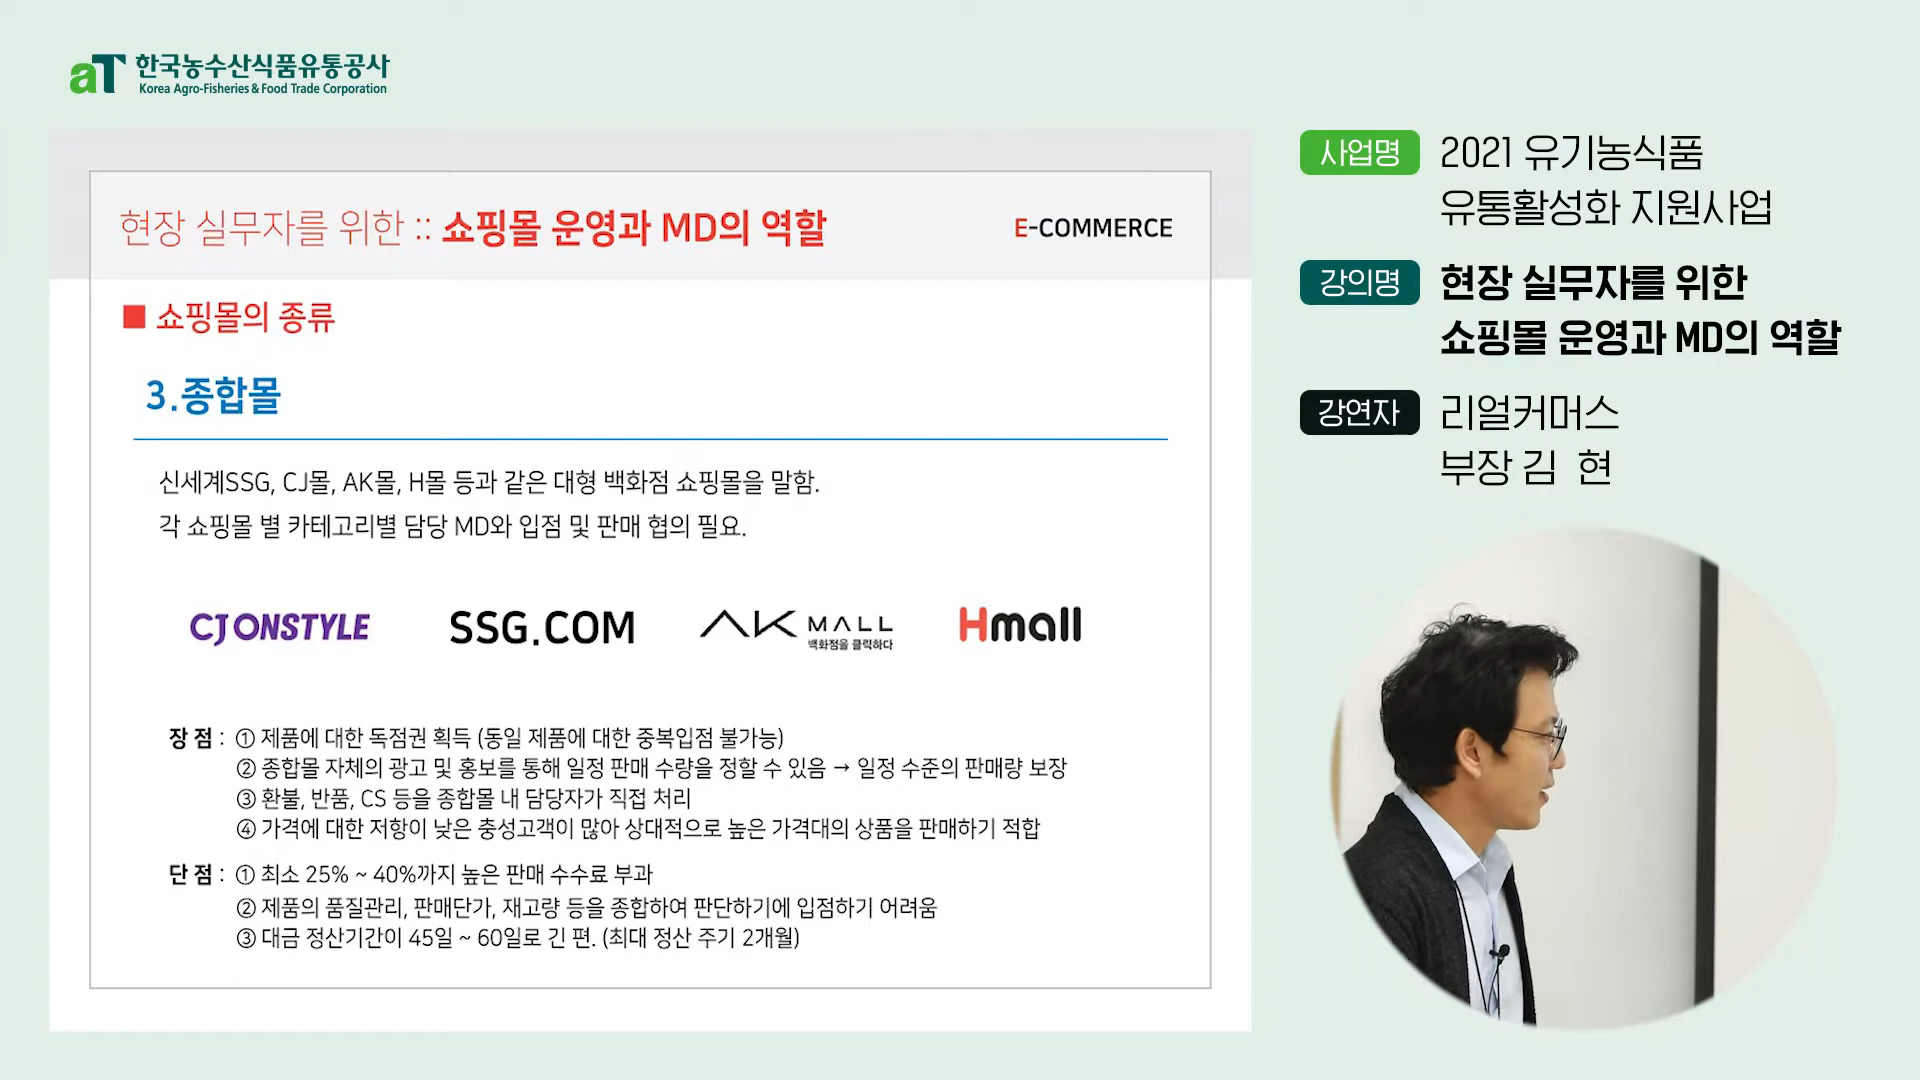 aT 한국농수산식품유통공사
Korea Agro-Fisheries & Food Trade Corporation
현장 실무자를 위한 :: 쇼핑몰 운영과 MD의 역할
E-COMMERCE
■ 쇼핑몰의 종류
3.종합몰
신세계SSG, CJ몰, AK몰, H몰 등과 같은 대형 백화점 쇼핑몰을 말함.
각 쇼핑몰 별 카테고리별 담당 MD와 입점 및 판매 협의 필요.
CJ ONSTYLE
SSG.COM
AK MALL
백화점을 클릭하다
Hmall
장 점 : ① 제품에 대한 독점권 획득 (동일 제품에 대한 중복입점 불가능)
② 종합몰 자체의 광고 및 홍보를 통해 일정 판매 수량을 정할 수 있음 → 일정 수준의 판매량 보장
③ 환불, 반품, CS 등을 종합몰 내 담당자가 직접 처리
④ 가격에 대한 저항이 낮은 충성고객이 많아 상대적으로 높은 가격대의 상품을 판매하기 적합
단 점 : ① 최소 25% ~ 40%까지 높은 판매 수수료 부과
② 제품의 품질관리, 판매단가, 재고량 등을 종합하여 판단하기에 입점하기 어려움
③ 대금 정산기간이 45일 ~ 60일로 긴 편. (최대 정산 주기 2개월)
사업명 2021 유기농식품
유통활성화 지원사업
강의명 현장 실무자를 위한
쇼핑몰 운영과 MD의 역할
강연자 리얼커머스
부장 김 현